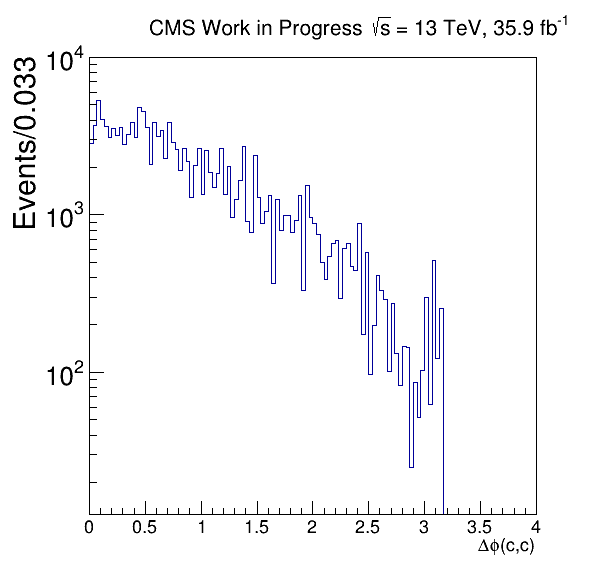 CMS Work in Progress √s = 13 TeV, 35.9 fb⁻¹
Events/0.033
10⁴
10³
10²
0 0.5 1 1.5 2 2.5 3 3.5 4
Δϕ(c,c)